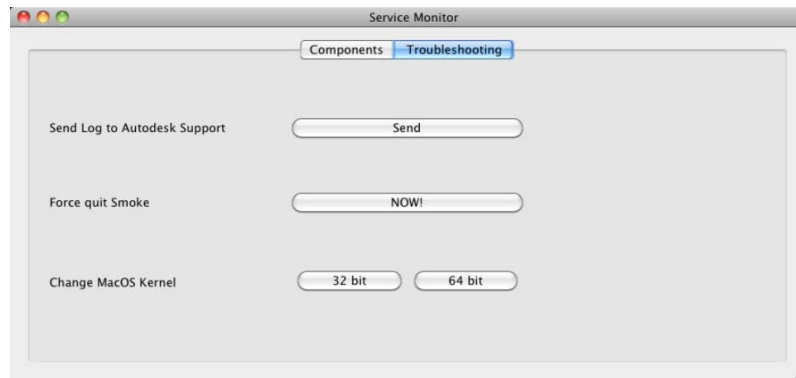 Service Monitor
Components Troubleshooting
Send Log to Autodesk Support Send
Force quit Smoke NOW!
Change MacOS Kernel 32 bit 64 bit